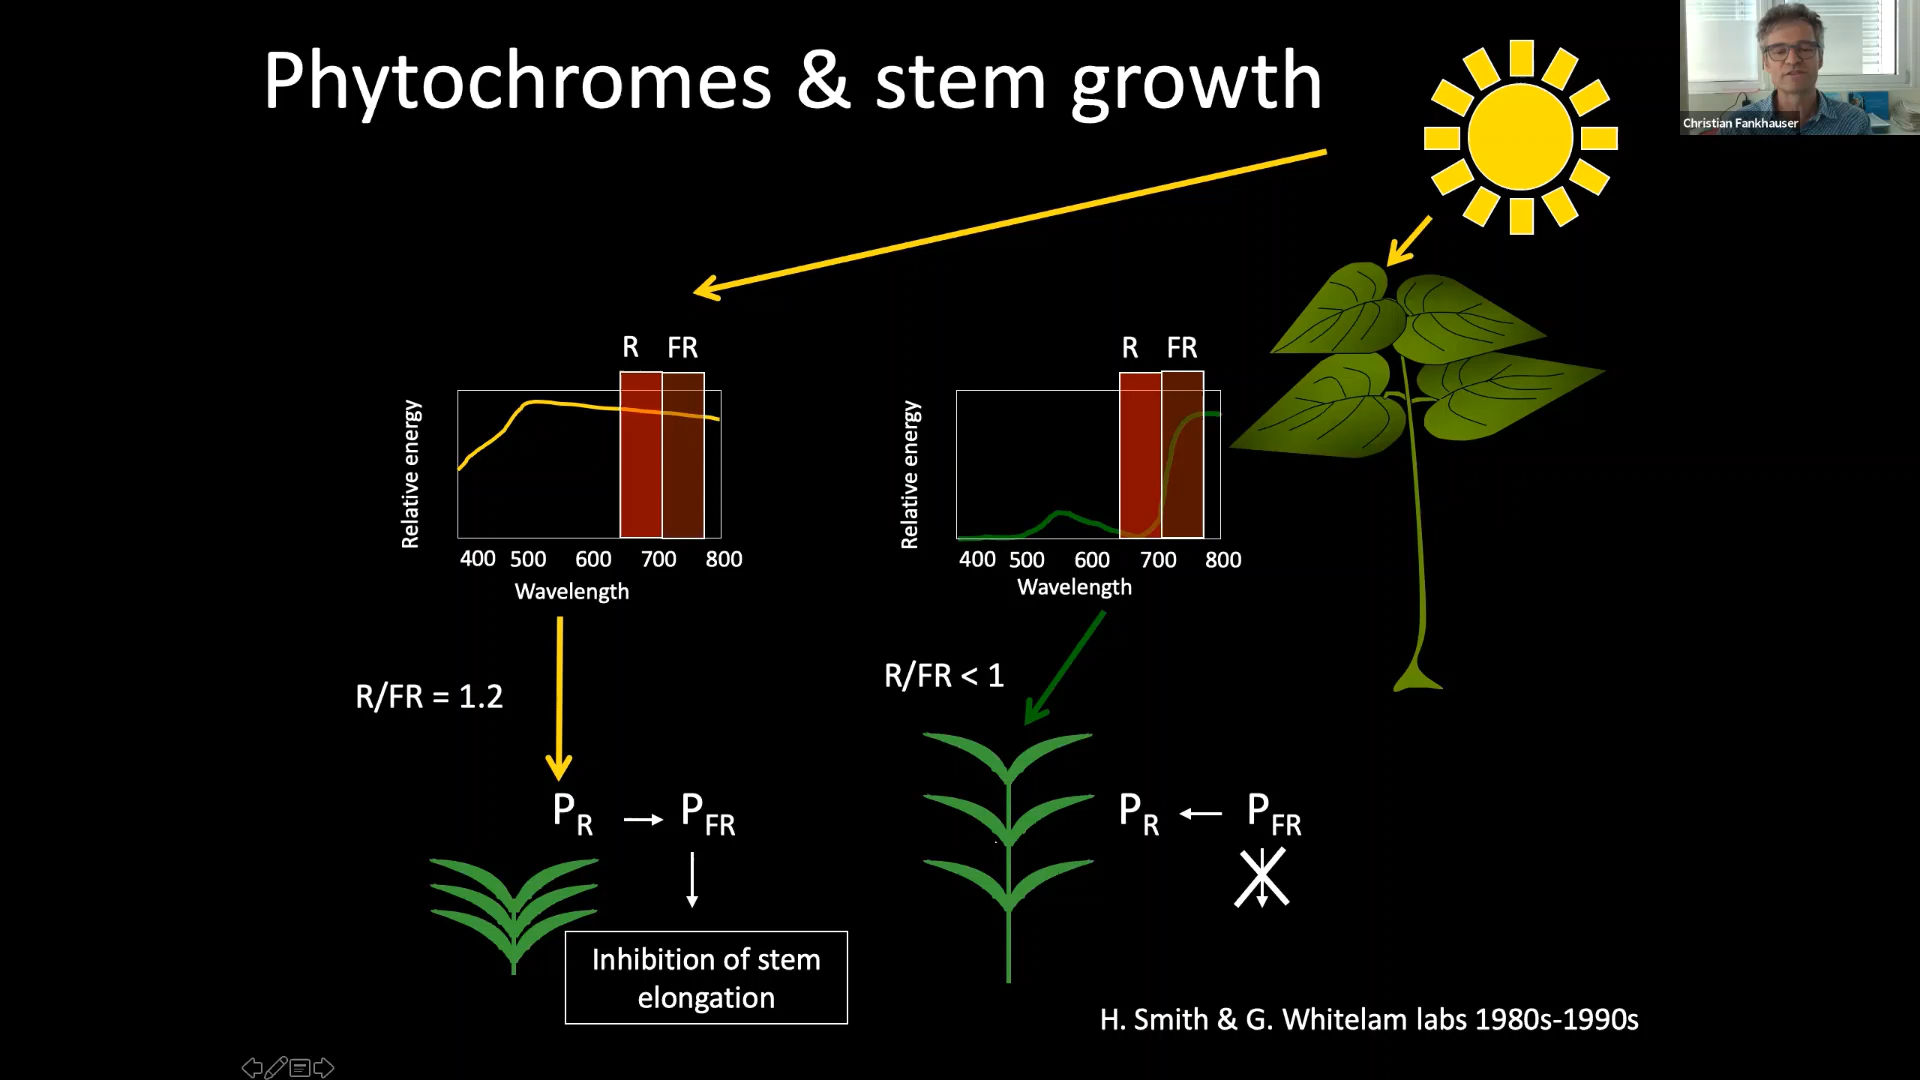 Phytochromes & stem growth
Christian Fankhauser
R FR
Relative energy
400 500 600 700 800
Wavelength
R FR
Relative energy
400 500 600 700 800
Wavelength
R/FR = 1.2
R/FR < 1
PR PFR
PR PFR
Inhibition of stem
elongation
H. Smith & G. Whitelam labs 1980s-1990s